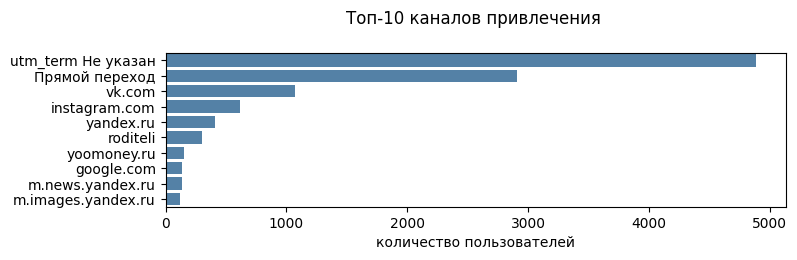 Топ-10 каналов привлечения
utm_term Не указан
Прямой переход
vk.com
instagram.com
yandex.ru
roditeli
yoomoney.ru
google.com
m.news.yandex.ru
m.images.yandex.ru
0 1000 2000 3000 4000 5000
количество пользователей